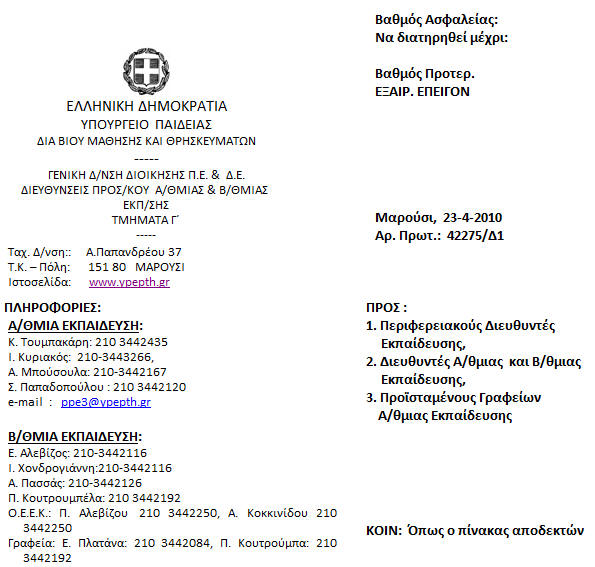 Βαθμός Ασφαλείας:
Να διατηρηθεί μέχρι:
Βαθμός Προτερ.
ΕΞΑΙΡ. ΕΠΕΙΓΟΝ
ΕΛΛΗΝΙΚΗ ΔΗΜΟΚΡΑΤΙΑ
ΥΠΟΥΡΓΕΙΟ ΠΑΙΔΕΙΑΣ
ΔΙΑ ΒΙΟΥ ΜΑΘΗΣΗΣ ΚΑΙ ΘΡΗΣΚΕΥΜΑΤΩΝ
-----
ΓΕΝΙΚΗ Δ/ΝΣΗ ΔΙΟΙΚΗΣΗΣ Π.Ε. & Δ.Ε.
ΔΙΕΥΘΥΝΣΕΙΣ ΠΡΟΣ/ΚΟΥ Α/ΘΜΙΑΣ & Β/ΘΜΙΑΣ
ΕΚΠ/ΣΗΣ
ΤΜΗΜΑΤΑ Γ΄
-----
Μαρούσι, 23-4-2010
Αρ. Πρωτ.: 42275/Δ1
Ταχ. Δ/νση:: Α.Παπανδρέου 37
Τ.Κ. – Πόλη: 151 80 ΜΑΡΟΥΣΙ
Ιστοσελίδα: www.ypepth.gr
ΠΛΗΡΟΦΟΡΙΕΣ:
Α/ΘΜΙΑ ΕΚΠΑΙΔΕΥΣΗ:
Κ. Τουμπακάρη: 210 3442435
Ι. Κυριακός: 210-3443266,
Α. Μπούσουλα: 210-3442167
Σ. Παπαδοπούλου : 210 3442120
e-mail : ppe3@ypepth.gr
Β/ΘΜΙΑ ΕΚΠΑΙΔΕΥΣΗ:
Ε. Αλεβίζος: 210-3442116
Ι. Χονδρογιάννη:210-3442116
Α. Πασσάς: 210-3442126
Π. Κουτρουμπέλα: 210 3442192
Ο.Ε.Ε.Κ.: Π. Αλεβίζου 210 3442250, Α. Κοκκινίδου 210
3442250
Γραφεία: Ε. Πλατάνα: 210 3442084, Π. Κουτρούμπα: 210
3442192
ΠΡΟΣ :
1. Περιφερειακούς Διευθυντές
Εκπαίδευσης,
2. Διευθυντές Α/θμιας και Β/θμιας
Εκπαίδευσης,
3. Προϊσταμένους Γραφείων
Α/θμιας Εκπαίδευσης
ΚΟΙΝ: Όπως ο πίνακας αποδεκτών